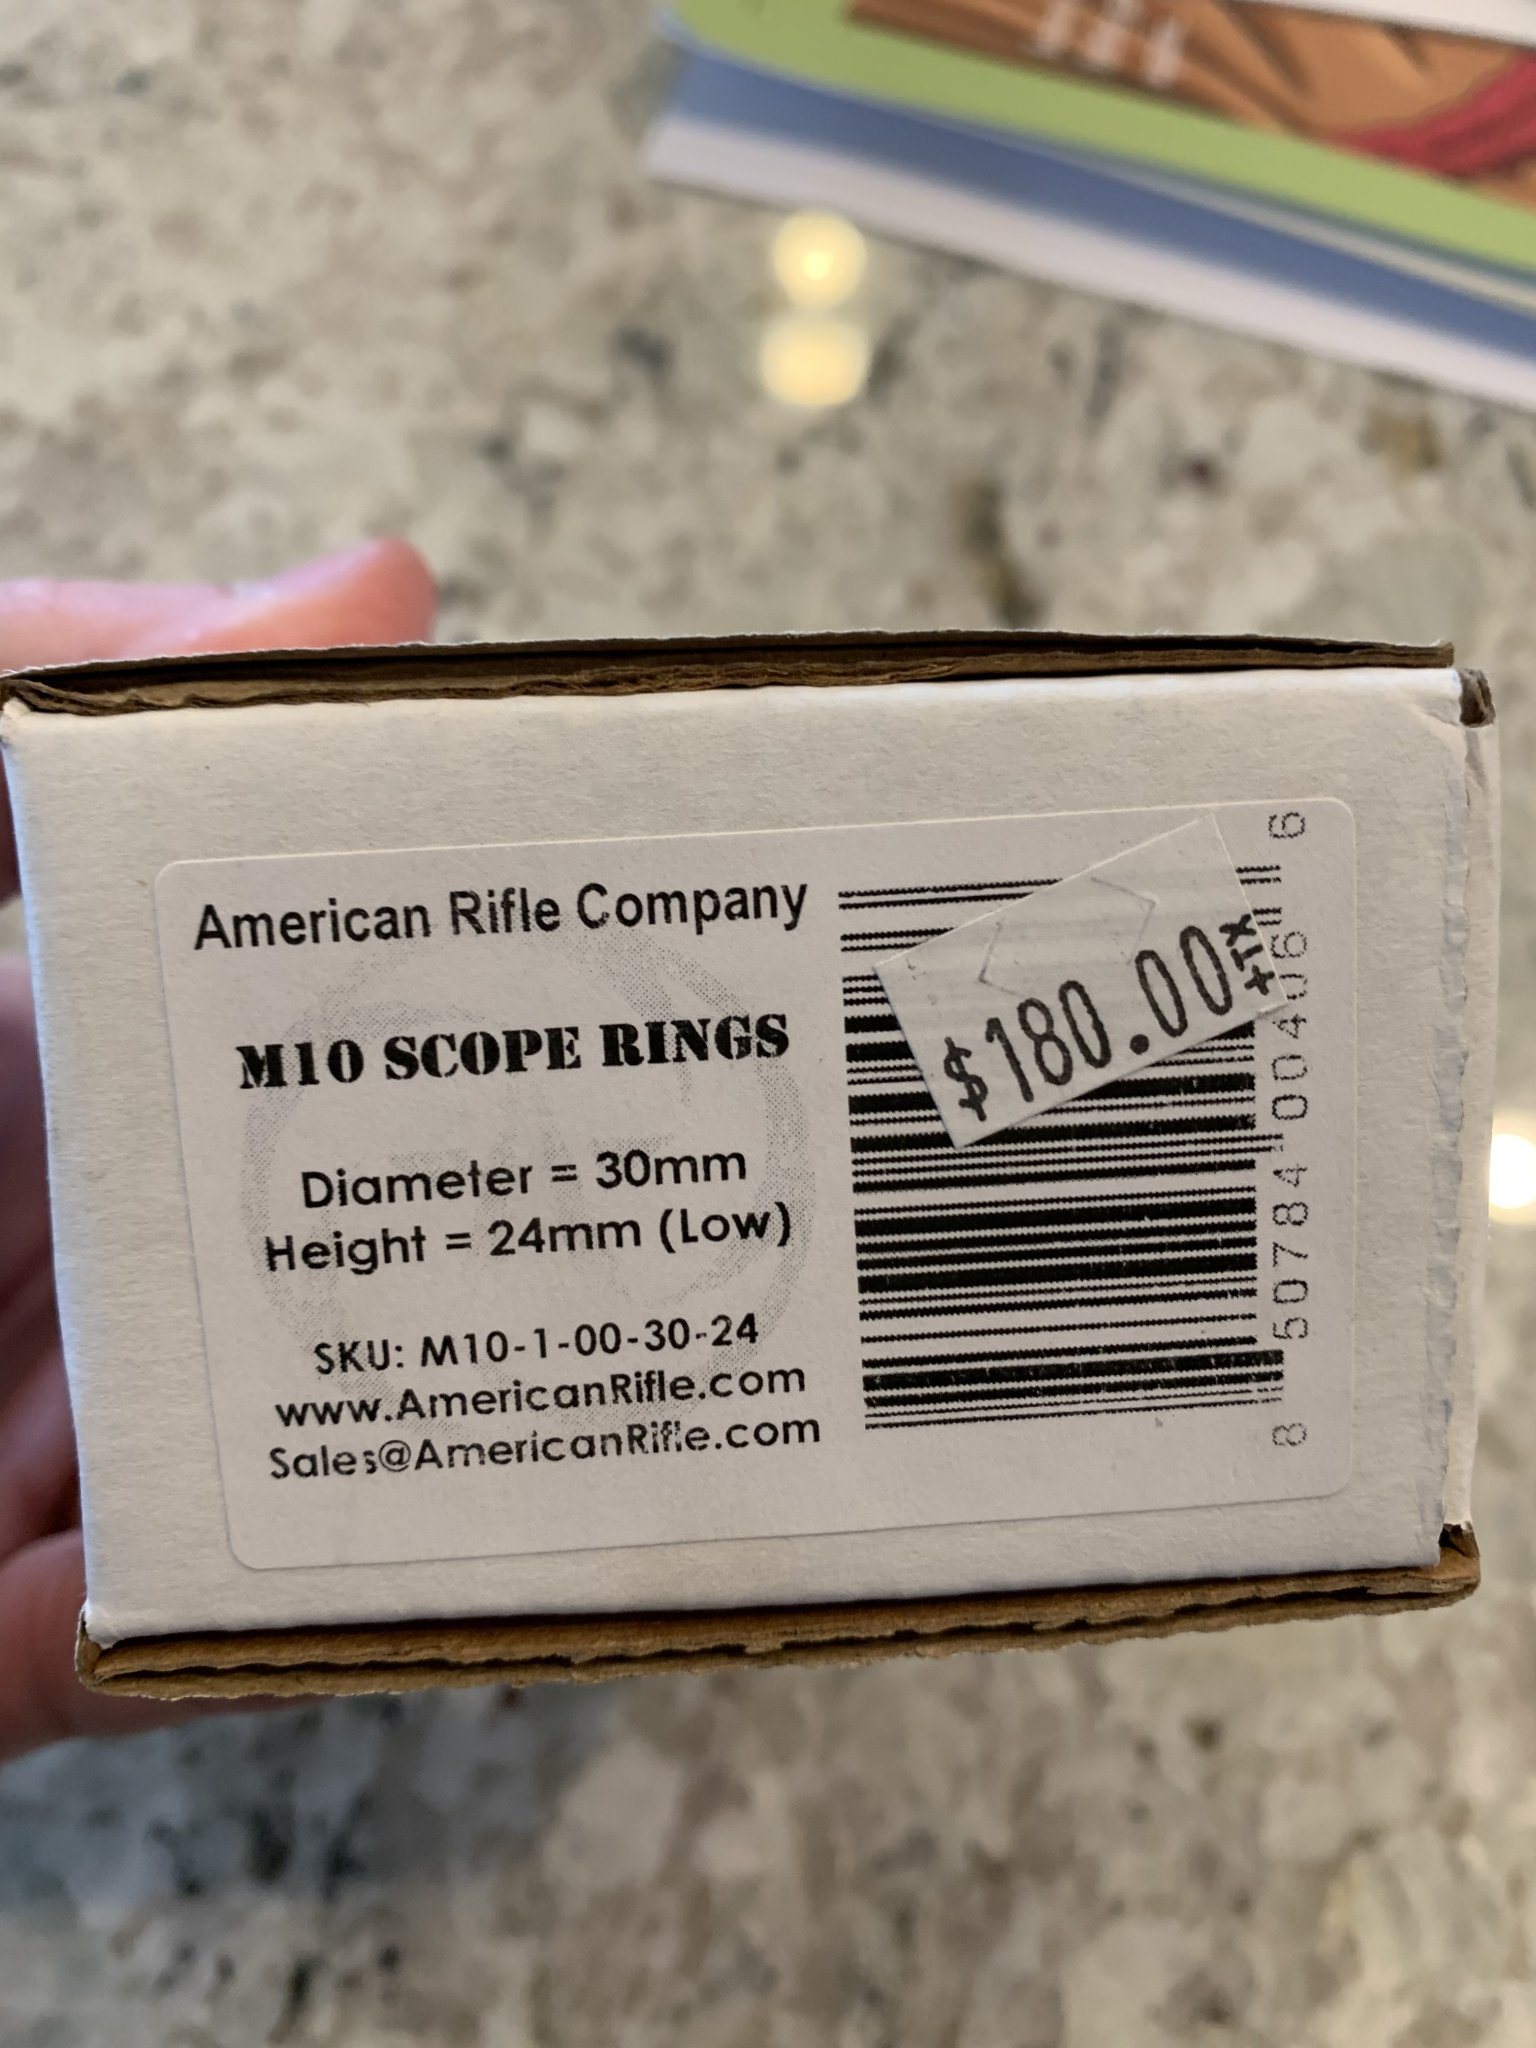 American Rifle Company
M10 SCOPE RINGS
Diameter = 30mm
Height = 24mm (Low)
SKU: M10-1-00-30-24
www.AmericanRifle.com
Sales@AmericanRifle.com
$180.00 +TX
8 50784 00406 6